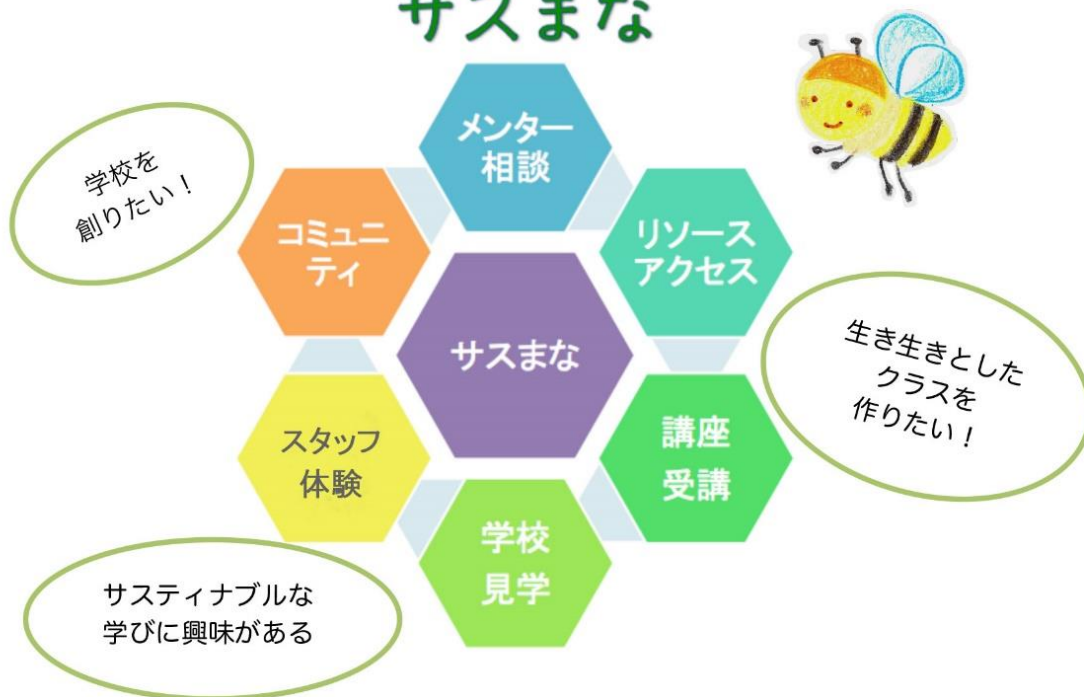 サスまな
メンター
相談
学校を
創りたい！
コミュニ
ティ
リソース
アクセス
サスまな
生き生きとした
クラスを
作りたい！
スタッフ
体験
講座
受講
学校
見学
サスティナブルな
学びに興味がある